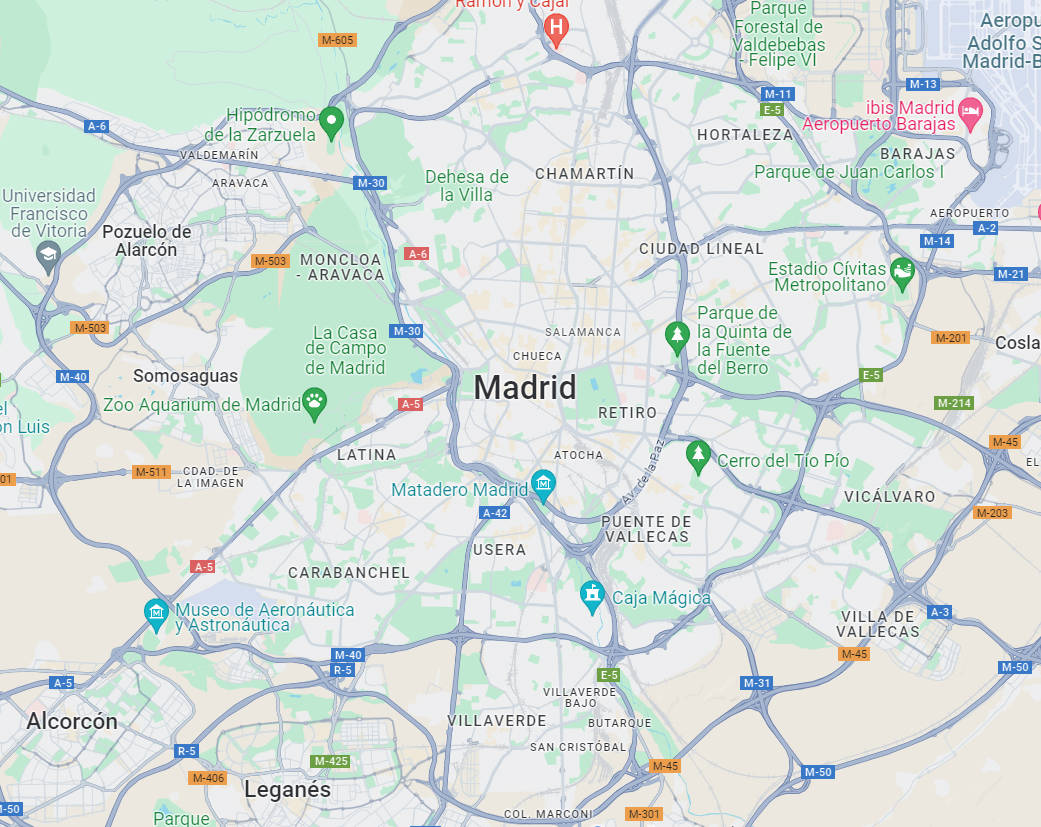 Ramón y Cajal
Parque
Forestal de
Valdebebas
- Felipe VI
Aeropu
Adolfo S
Madrid-B
M-605
M-13
M-11
E-5
ibis Madrid
Aeropuerto Barajas
Hipódromo
de la Zarzuela
A-6
HORTALEZA
VALDEMARÍN
BARAJAS
ARAVACA
M-30
Dehesa de
la Villa
CHAMARTÍN
Parque de Juan Carlos I
Universidad
Francisco
de Vitoria
AEROPUERTO
A-2
Pozuelo de
Alarcón
M-14
CIUDAD LINEAL
A-6
M-503
MONCLOA
- ARAVACA
Estadio Cívitas
Metropolitano
M-21
Parque de
la Quinta de
la Fuente
del Berro
M-503
M-30
SALAMANCA
La Casa
de Campo
de Madrid
CHUECA
M-201
Cosla
M-40
Somosaguas
E-5
Madrid
Zoo Aquarium de Madrid
A-5
RETIRO
M-214
el
ón Luis
M-45
LATINA
ATOCHA
Av. de la Paz
Cerro del Tío Pío
EL
M-511
CDAD. DE
LA IMAGEN
01
Matadero Madrid
VICÁLVARO
A-42
M-203
PUENTE DE
VALLECAS
USERA
A-5
CARABANCHEL
Caja Mágica
Museo de Aeronáutica
y Astronáutica
A-3
VILLA DE
VALLECAS
M-40
R-5
M-45
M-50
E-5
A-5
M-31
VILLAVERDE
BAJO
Alcorcón
VILLAVERDE
BUTARQUE
SAN CRISTÓBAL
R-5
M-425
M-45
M-50
M-406
Leganés
M-50
Parque
COL. MARCONI
M-301